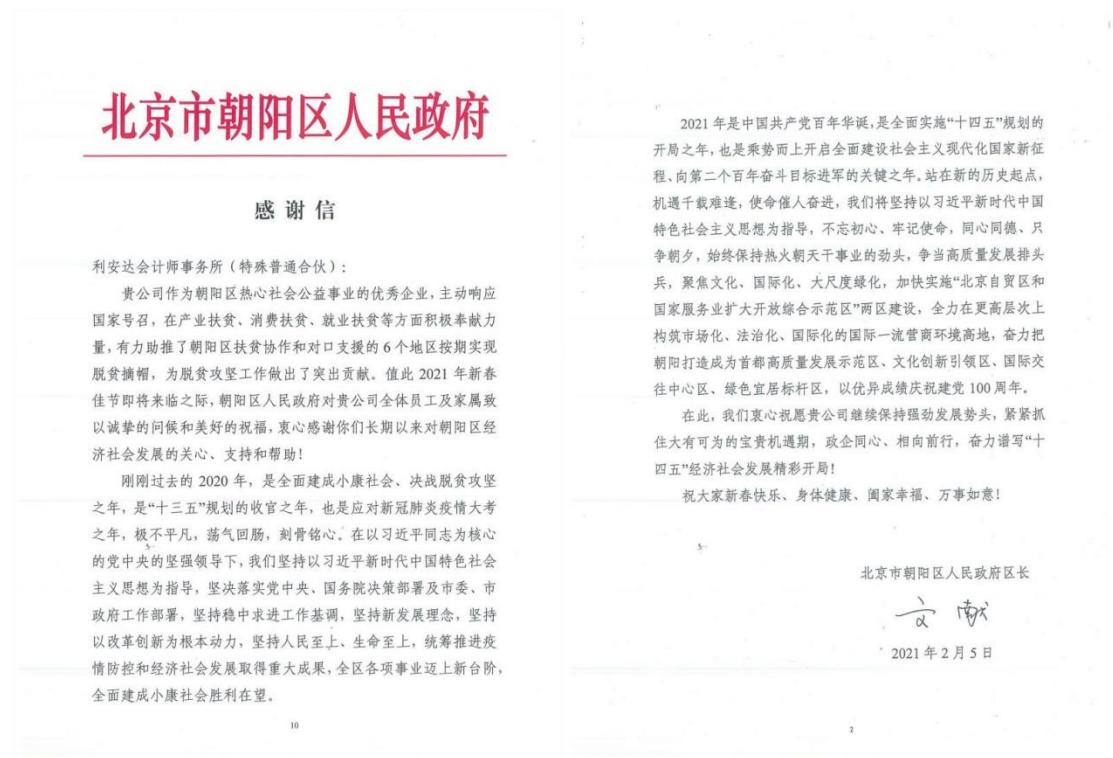 北京市朝阳区人民政府
感谢信
利安达会计师事务所(特殊普通合伙):
贵公司作为朝阳区热心社会公益事业的优秀企业,主动响应
国家号召,在产业扶贫、消费扶贫、就业扶贫等方面积极奉献力
量,有力助推了朝阳区扶贫协作和对口支援的6个地区按期实现
脱贫摘帽,为脱贫攻坚工作做出了突出贡献。值此2021年新春
佳节即将来临之际,朝阳区人民政府对贵公司全体员工及家属致
以诚挚的问候和美好的祝福,衷心感谢你们长期以来对朝阳区经
济社会发展的关心、支持和帮助!
刚刚过去的2020年,是全面建成小康社会、决战脱贫攻坚
之年,是“十三五”规划的收官之年,也是应对新冠肺炎疫情大考
之年,极不平凡,荡气回肠,刻骨铭心。在以习近平同志为核心
的党中央的坚强领导下,我们坚持以习近平新时代中国特色社会
主义思想为指导,坚决落实党中央、国务院决策部署及市委、市
政府工作部署,坚持稳中求进工作基调,坚持新发展理念,坚持
以改革创新为根本动力,坚持人民至上、生命至上,统筹推进疫
情防控和经济社会发展取得重大成果,全区各项事业迈上新台阶,
全面建成小康社会胜利在望。
10
2021年是中国共产党百年华诞,是全面实施“十四五”规划的
开局之年,也是乘势而上开启全面建设社会主义现代化国家新征
程、向第二个百年奋斗目标进军的关键之年。站在新的历史起点,
机遇千载难逢,使命催人奋进,我们将坚持以习近平新时代中国
特色社会主义思想为指导,不忘初心、牢记使命,同心同德、只
争朝夕,始终保持热火朝天干事业的劲头,争当高质量发展排头
兵,聚焦文化、国际化、大尺度绿化,加快实施“北京自贸区和
国家服务业扩大开放综合示范区”两区建设,全力在更高层次上
构筑市场化、法治化、国际化的国际一流营商环境高地,奋力把
朝阳打造成为首都高质量发展示范区、文化创新引领区、国际交
往中心区、绿色宜居标杆区,以优异成绩庆祝建党100周年。
在此,我们衷心祝愿贵公司继续保持强劲发展势头,紧紧抓
住大有可为的宝贵机遇期,政企同心、相向前行,奋力谱写“十
四五”经济社会发展精彩开局!
祝大家新春快乐、身体健康、阖家幸福、万事如意!
北京市朝阳区人民政府区长
文献
2021年2月5日
2